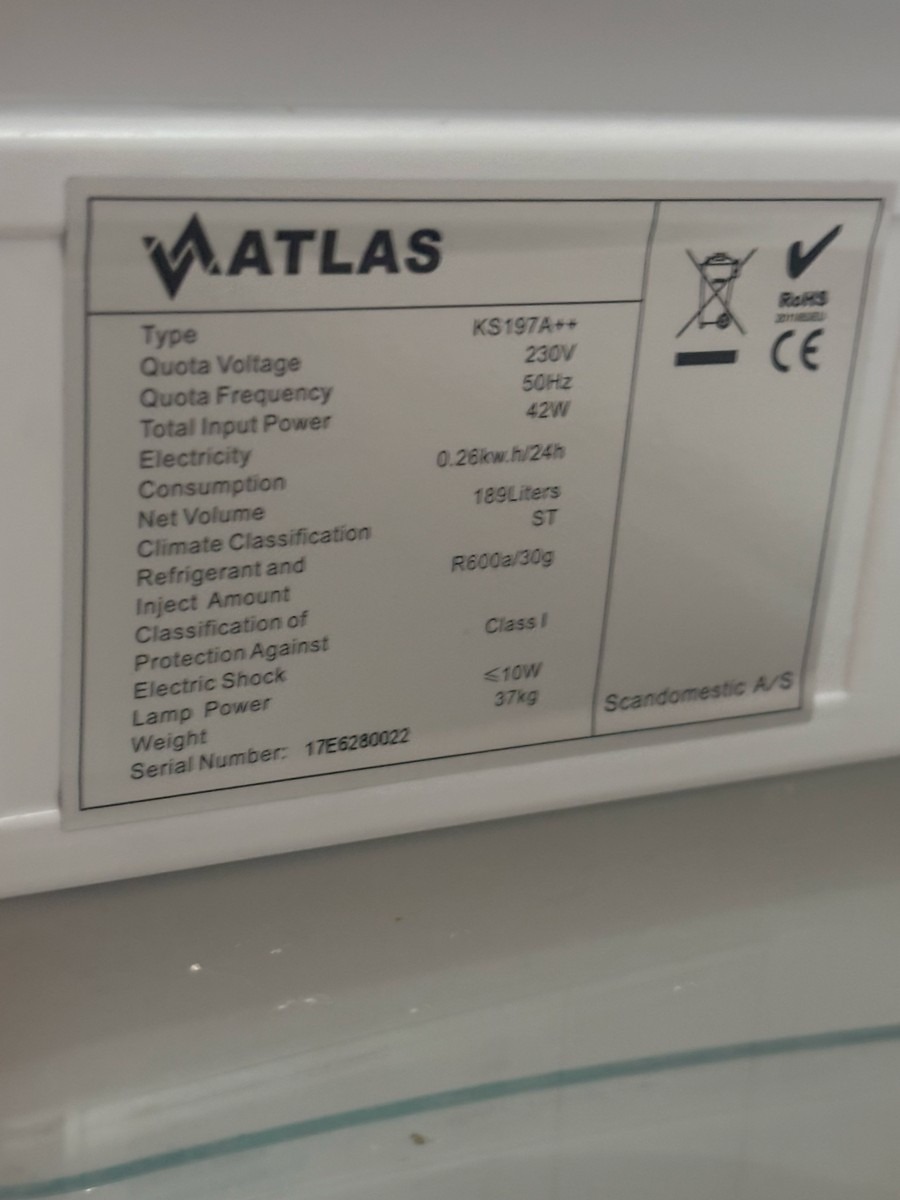 ATLAS
Type KS197A++
Quota Voltage 230V
Quota Frequency 50Hz
Total Input Power 42W
Electricity
Consumption 0.26kw.h/24h
Net Volume 189Liters
Climate Classification ST
Refrigerant and
Inject Amount R600a/30g
Classification of
Protection Against
Electric Shock Class I
Lamp Power ≤10W
Weight 37kg
Serial Number: 17E6280022
RoHS
CE
Scandomestic A/S